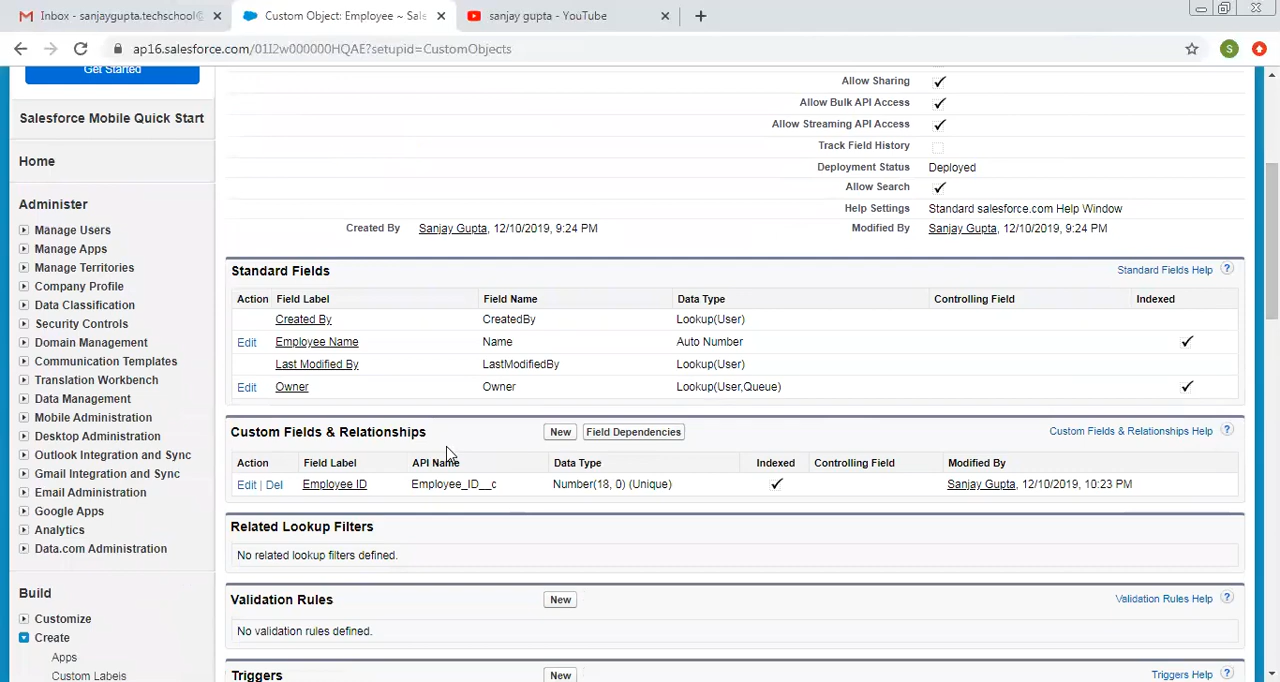 Inbox - sanjaygupta.techschool@
Custom Object: Employee ~ Sales
sanjay gupta - YouTube
ap16.salesforce.com/01I2w000000HQAE?setupid=CustomObjects
S
Get Started
Salesforce Mobile Quick Start
Home
Administer
Manage Users
Manage Apps
Manage Territories
Company Profile
Data Classification
Security Controls
Domain Management
Communication Templates
Translation Workbench
Data Management
Mobile Administration
Desktop Administration
Outlook Integration and Sync
Gmail Integration and Sync
Email Administration
Google Apps
Analytics
Data.com Administration
Build
Customize
Create
Apps
Custom Labels
Allow Sharing
Allow Bulk API Access
Allow Streaming API Access
Track Field History
Deployment Status Deployed
Allow Search
Help Settings Standard salesforce.com Help Window
Created By Sanjay Gupta, 12/10/2019, 9:24 PM Modified By Sanjay Gupta, 12/10/2019, 9:24 PM
Standard Fields Standard Fields Help ?
Action Field Label Field Name Data Type Controlling Field Indexed
Created By CreatedBy Lookup(User)
Edit Employee Name Name Auto Number
Last Modified By LastModifiedBy Lookup(User)
Edit Owner Owner Lookup(User,Queue)
Custom Fields & Relationships New Field Dependencies Custom Fields & Relationships Help ?
Action Field Label API Name Data Type Indexed Controlling Field Modified By
Edit | Del Employee ID Employee_ID__c Number(18, 0) (Unique) Sanjay Gupta, 12/10/2019, 10:23 PM
Related Lookup Filters
No related lookup filters defined.
Validation Rules New Validation Rules Help ?
No validation rules defined.
Triggers New Triggers Help ?